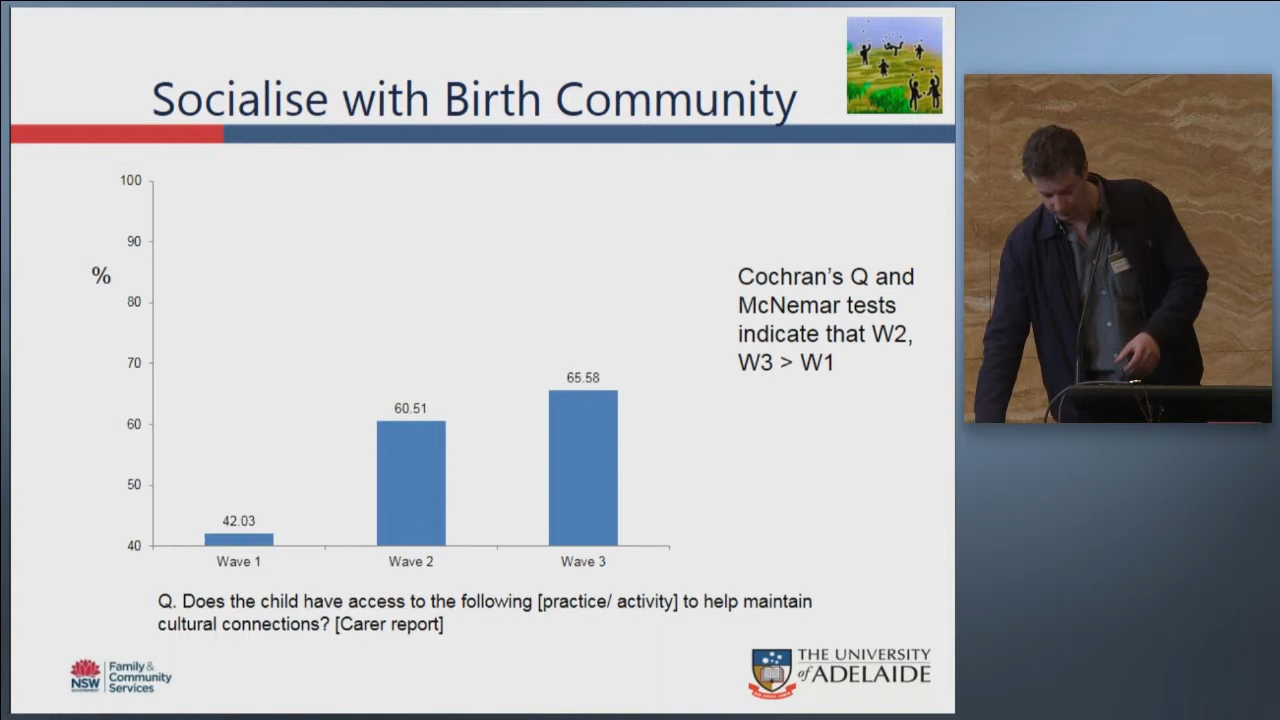 Socialise with Birth Community
100
90
%
80
70
60
50
40
42.03
60.51
65.58
Wave 1
Wave 2
Wave 3
Cochran's Q and
McNemar tests
indicate that W2,
W3 > W1
Q. Does the child have access to the following [practice/ activity] to help maintain
cultural connections? [Carer report]
NSW
GOVERNMENT
Family &
Community
Services
THE UNIVERSITY
of ADELAIDE